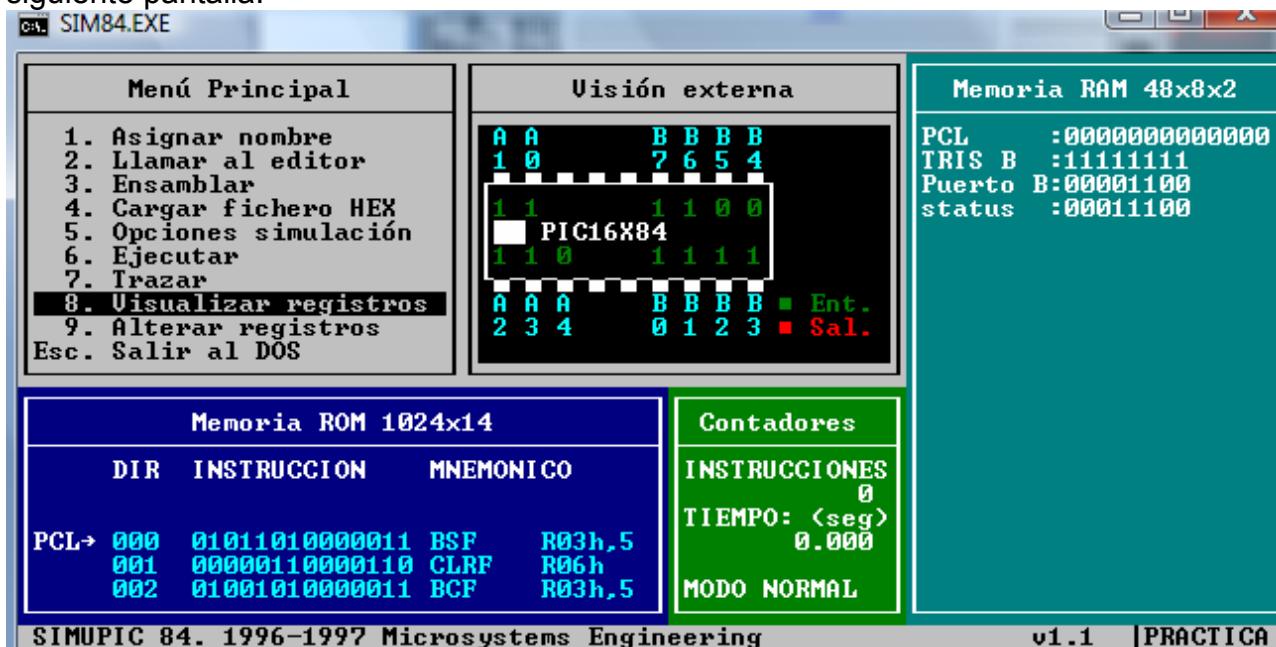 siguiente pantalla:
SIM84.EXE
Menú Principal
1. Asignar nombre
2. Llamar al editor
3. Ensamblar
4. Cargar fichero HEX
5. Opciones simulación
6. Ejecutar
7. Trazar
8. Visualizar registros
9. Alterar registros
Esc. Salir al DOS
Visión externa
A A B B B B
1 0 7 6 5 4
1 1 1 1 0 0
PIC16X84
1 1 0 1 1 1 1
A A A B B B B Ent.
2 3 4 0 1 2 3 Sal.
Memoria RAM 48x8x2
PCL :0000000000000
TRIS B :11111111
Puerto B:00001100
status :00011100
Memoria ROM 1024x14
DIR INSTRUCCION MNEMONICO
PCL→ 000 01011010000011 BSF R03h,5
001 00000110000110 CLRF R06h
002 01001010000011 BCF R03h,5
Contadores
INSTRUCCIONES
0
TIEMPO: (seg)
0.000
MODO NORMAL
SIMUPIC 84. 1996-1997 Microsystems Engineering v1.1 |PRACTICA